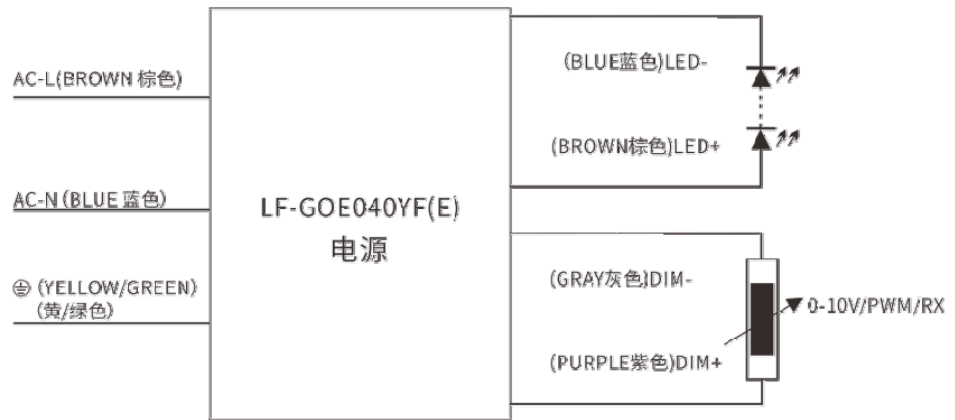 AC-L(BROWN 棕色)
AC-N (BLUE 蓝色)
(YELLOW/GREEN)
(黄/绿色)
LF-GOE040YF(E)
电源
(BLUE蓝色)LED-
(BROWN棕色)LED+
(GRAY灰色)DIM-
(PURPLE紫色)DIM+
0-10V/PWM/RX